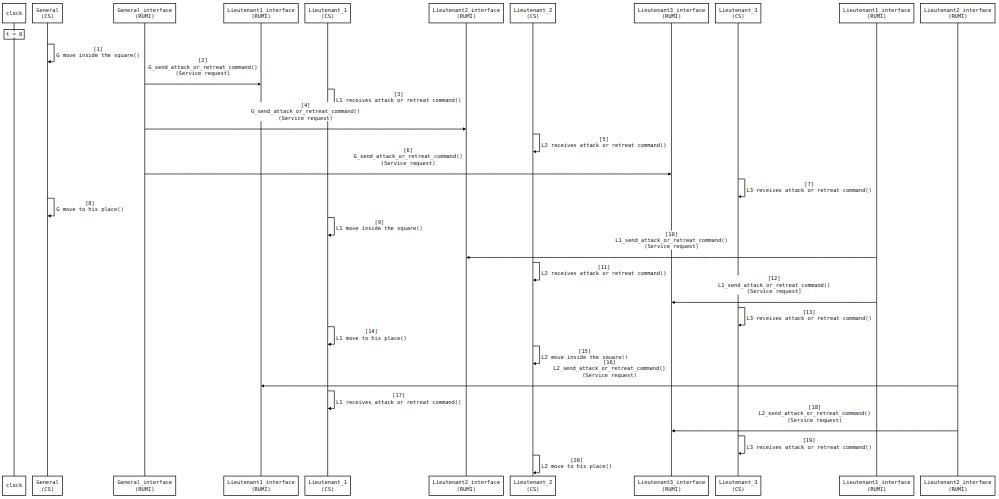 clock
General
(CS)
General_interface
(RUMI)
Lieutenant1_interface
(RUMI)
Lieutenant_1
(CS)
Lieutenant2_interface
(RUMI)
Lieutenant_2
(CS)
Lieutenant3_interface
(RUMI)
Lieutenant_3
(CS)
Lieutenant1_interface
(RUMI)
Lieutenant2_interface
(RUMI)
t = 0
[1]
G move inside the square()
[2]
G_send_attack_or_retreat_command()
(Service request)
[3]
L1 receives attack or retreat command()
[4]
G_send_attack_or_retreat_command()
(Service request)
[5]
L2 receives attack or retreat command()
[6]
G_send_attack_or_retreat_command()
(Service request)
[7]
L3 receives attack or retreat command()
[8]
G move to his place()
[9]
L1 move inside the square()
[10]
L1_send_attack_or_retreat_command()
(Service request)
[11]
L2 receives attack or retreat command()
[12]
L1_send_attack_or_retreat_command()
(Service request)
[13]
L3 receives attack or retreat command()
[14]
L1 move to his place()
[15]
L2 move inside the square()
[16]
L2_send_attack_or_retreat_command()
(Service request)
[17]
L1 receives attack or retreat command()
[18]
L2_send_attack_or_retreat_command()
(Service request)
[19]
L3 receives attack or retreat command()
[20]
L2 move to his place()
clock
General
(CS)
General_interface
(RUMI)
Lieutenant1_interface
(RUMI)
Lieutenant_1
(CS)
Lieutenant2_interface
(RUMI)
Lieutenant_2
(CS)
Lieutenant3_interface
(RUMI)
Lieutenant_3
(CS)
Lieutenant1_interface
(RUMI)
Lieutenant2_interface
(RUMI)